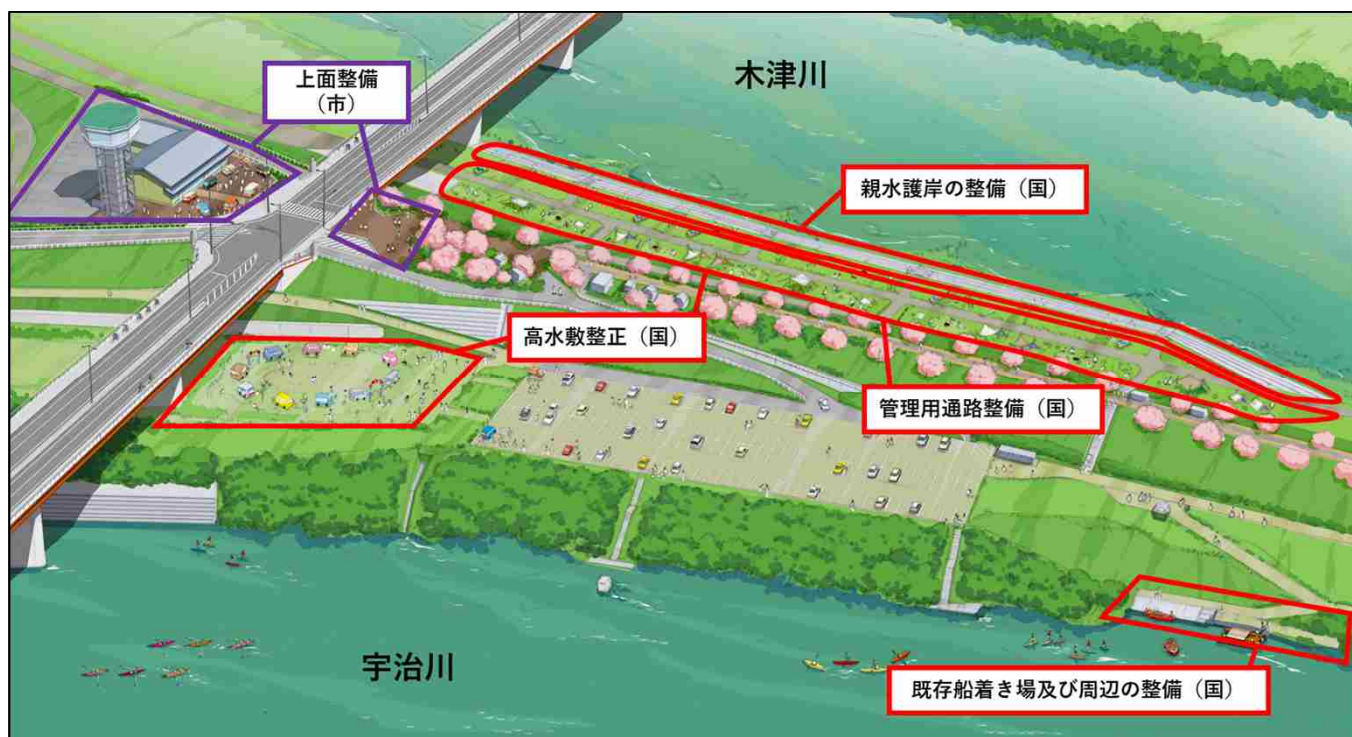 木津川
上面整備
（市）
親水護岸の整備（国）
高水敷整正（国）
管理用通路整備（国）
宇治川
既存船着き場及び周辺の整備（国）